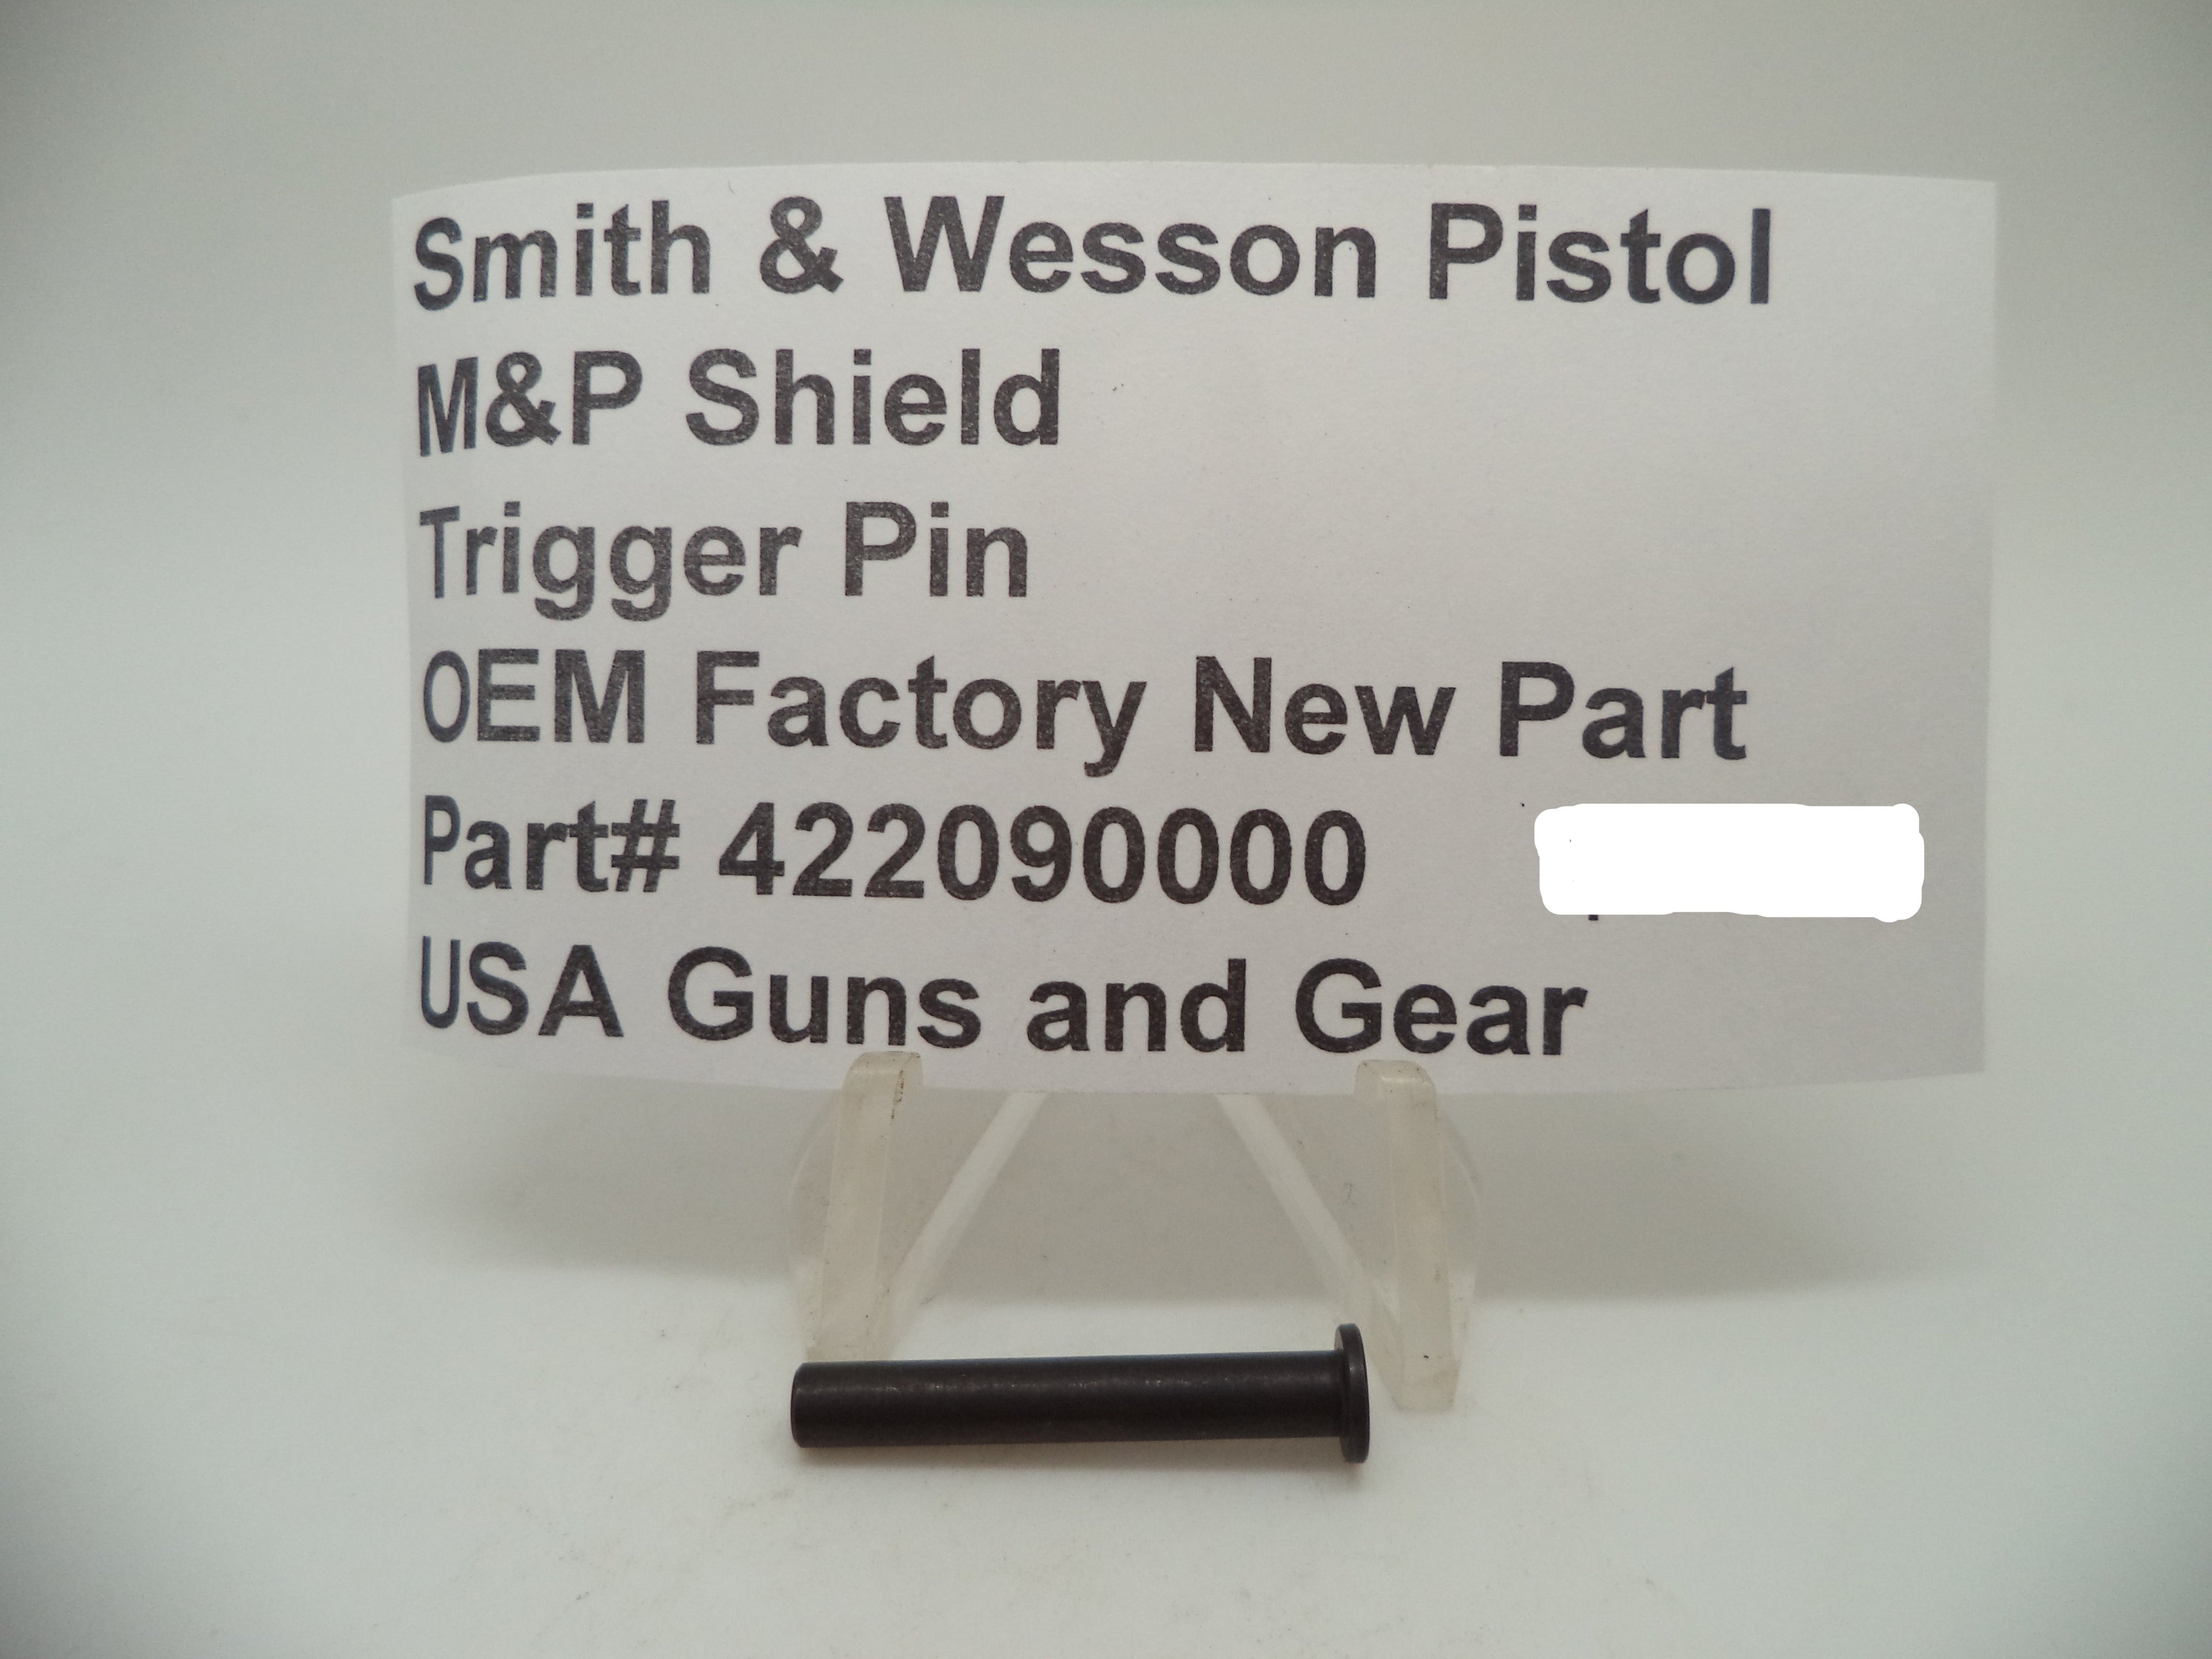 Smith & Wesson Pistol
M&P Shield
Trigger Pin
OEM Factory New Part
Part# 422090000
USA Guns and Gear